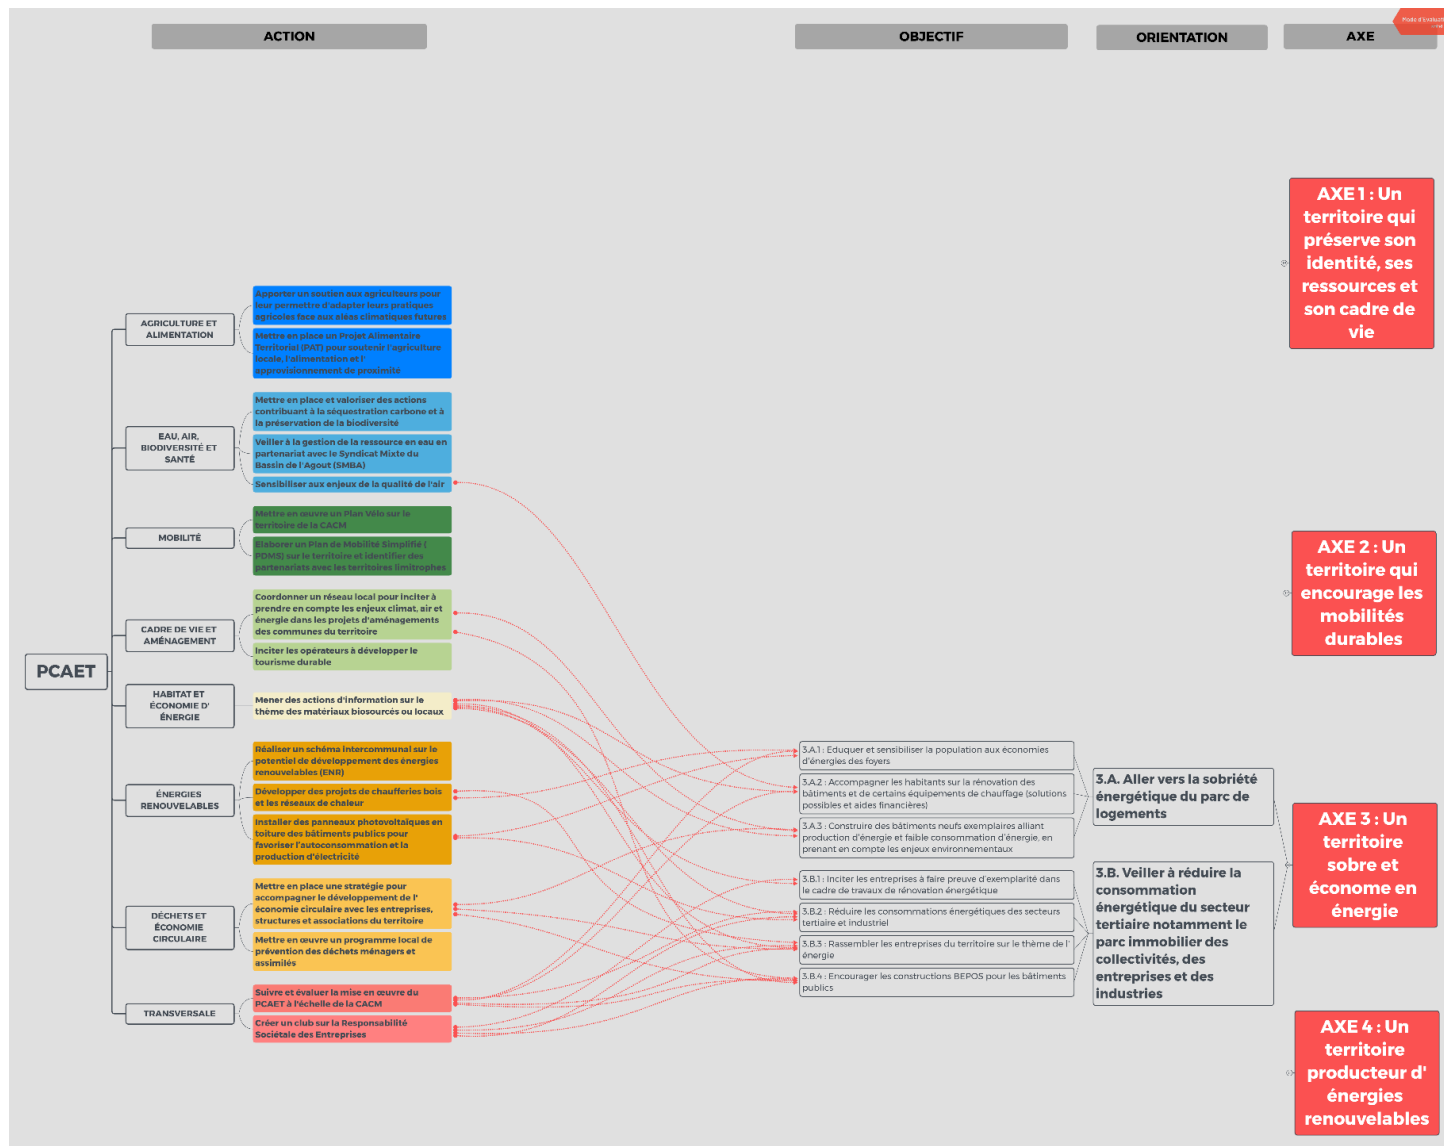 ACTION
OBJECTIF
ORIENTATION
AXE
PCAET
AGRICULTURE ET
ALIMENTATION
Apporter un soutien aux agriculteurs pour
leur permettre d'adapter leurs pratiques
agricoles face aux aléas climatiques futures
Mettre en place un Projet Alimentaire
Territoriel (PAT) pour soutenir l'agriculture
locale, l'alimentation et l'
approvisionnement de proximité
EAU, AIR,
BIODIVERSITÉ ET
SANTÉ
Mettre en place et valoriser des actions
contribuant à la séquestration carbone et à
la préservation de la biodiversité
Veiller à la gestion de la ressource en eau en
partenariat avec le Syndicat Mixte du
Bassin de l'Agout (SMBA)
Sensibiliser aux enjeux de la qualité de l'air
MOBILITÉ
Mettre en œuvre un Plan Vélo sur le
territoire de la CACM
Elaborer un Plan de Mobilité Simplifié (
PDMS) sur le territoire et identifier des
partenariats avec les territoires limitrophes
CADRE DE VIE ET
AMÉNAGEMENT
Coordonner un réseau local pour inciter à
prendre en compte les enjeux climat, air et
énergie dans les projets d'aménagements
des communes du territoire
Inciter les opérateurs à développer le
tourisme durable
HABITAT ET
ÉCONOMIE D'
ÉNERGIE
Mener des actions d'information sur le
thème des matériaux biosourcés ou locaux
ÉNERGIES
RENOUVELABLES
Réaliser un schéma intercommunal sur le
potentiel de développement des énergies
renouvelables (ENR)
Développer des projets de chaufferies bois
et les réseaux de chaleur
Installer des panneaux photovoltaïques en
toiture des bâtiments publics pour
favoriser l'autoconsommation et la
production d'électricité
DÉCHETS ET
ÉCONOMIE
CIRCULAIRE
Mettre en place une stratégie pour
accompagner le développement de l'
économie circulaire avec les entreprises,
structures et associations du territoire
Mettre en œuvre un programme local de
prévention des déchets ménagers et
assimilés
TRANSVERSALE
Suivre et évaluer la mise en œuvre du
PCAET à l'échelle de la CACM
Créer un club sur la Responsabilité
Sociétale des Entreprises
3.A.1 : Eduquer et sensibiliser la population aux économies
d'énergies des foyers
3.A.2 : Accompagner les habitants sur la rénovation des
bâtiments et de certains équipements de chauffage (solutions
possibles et aides financières)
3.A.3 : Construire des bâtiments neufs exemplaires alliant
production d'énergie et faible consommation d'énergie, en
prenant en compte les enjeux environnementaux
3.B.1 : Inciter les entreprises à faire preuve d'exemplarité dans
le cadre de travaux de rénovation énergétique
3.B.2 : Réduire les consommations énergétiques des secteurs
tertiaire et industriel
3.B.3 : Rassembler les entreprises du territoire sur le thème de l'
énergie
3.B.4 : Encourager les constructions BEPOS pour les bâtiments
publics
3.A. Aller vers la sobriété
énergétique du parc de
logements
3.B. Veiller à réduire la
consommation
énergétique du secteur
tertiaire notamment le
parc immobilier des
collectivités, des
entreprises et des
industries
AXE 1 : Un
territoire qui
préserve son
identité, ses
ressources et
son cadre de
vie
AXE 2 : Un
territoire qui
encourage les
mobilités
durables
AXE 3 : Un
territoire
sobre et
économe en
énergie
AXE 4 : Un
territoire
producteur d'
énergies
renouvelables